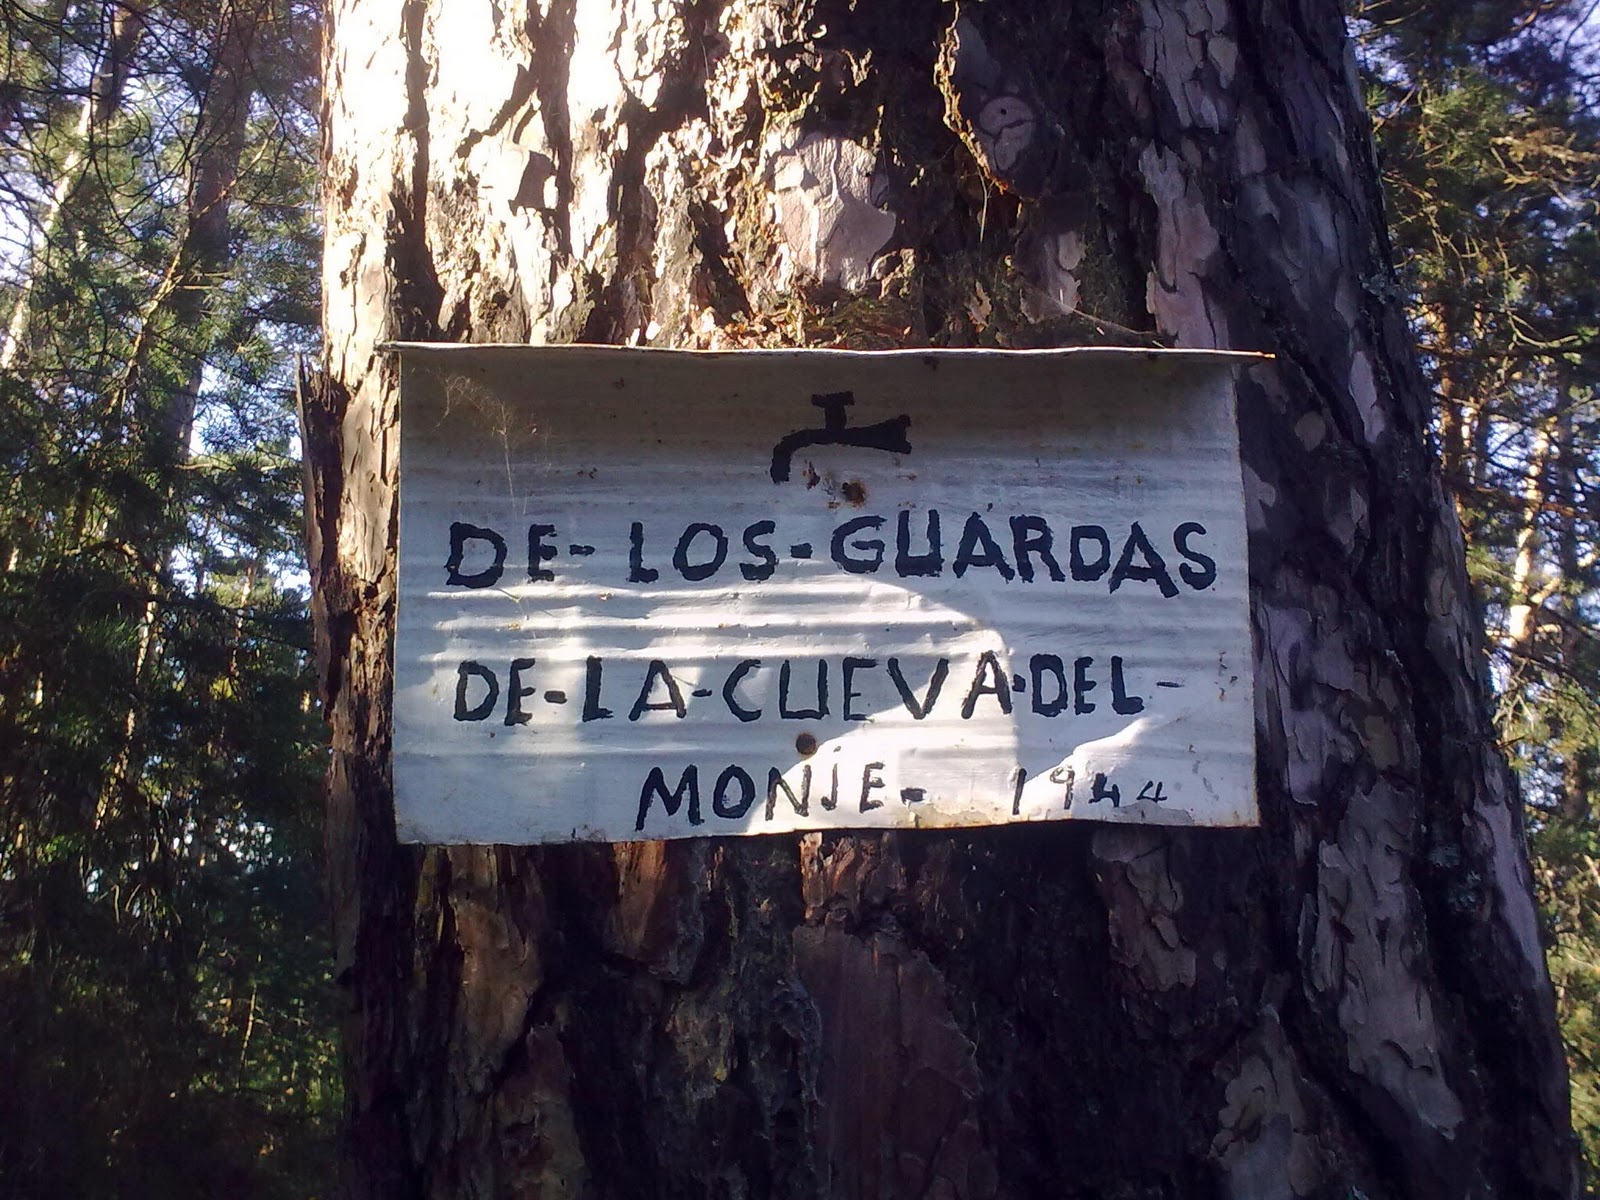 DE-LOS-GUARDAS
DE-LA-CUEVA-DEL-
MONJE- 1944